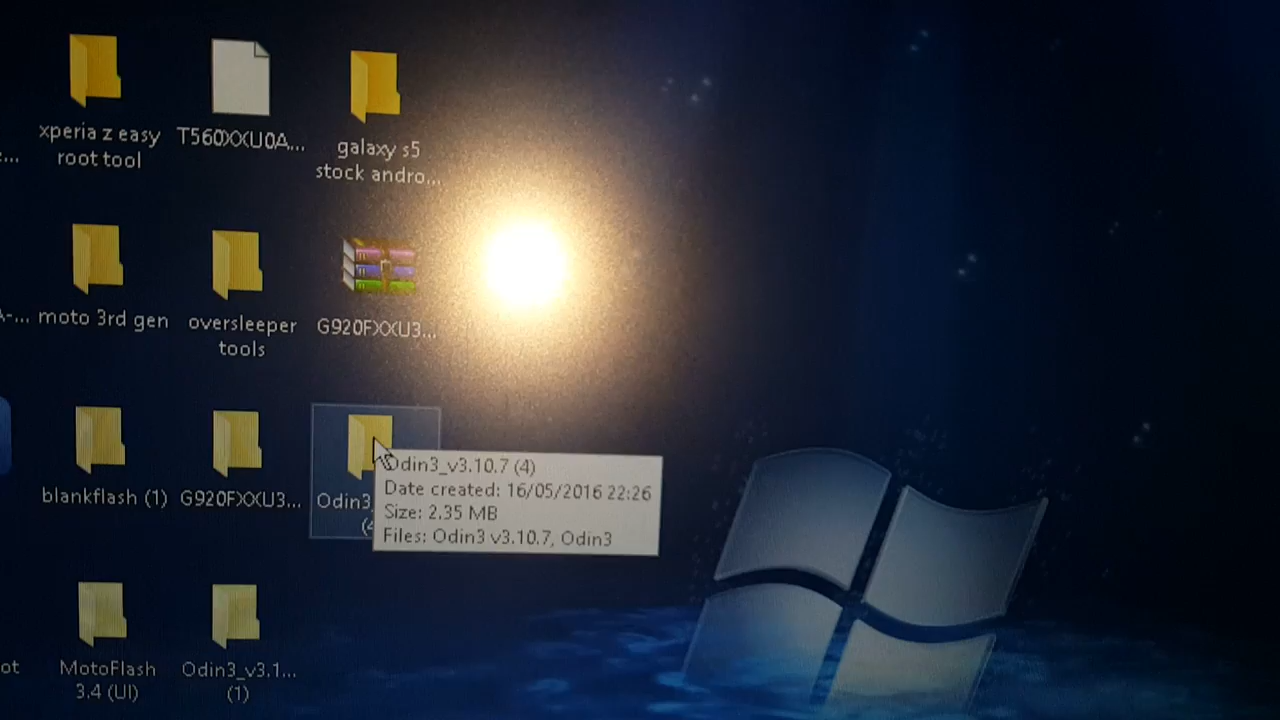 xperia z easy
root tool
T560XXU0A...
galaxy s5
stock andro...
moto 3rd gen
oversleeper
tools
G920FXXU3...
blankflash (1)
G920FXXU3...
Odin3
Odin3_v3.10.7 (4)
Date created: 16/05/2016 22:26
Size: 2.35 MB
Files: Odin3 v3.10.7, Odin3
ot
MotoFlash
3.4 (UI)
Odin3_v3.1...
(1)